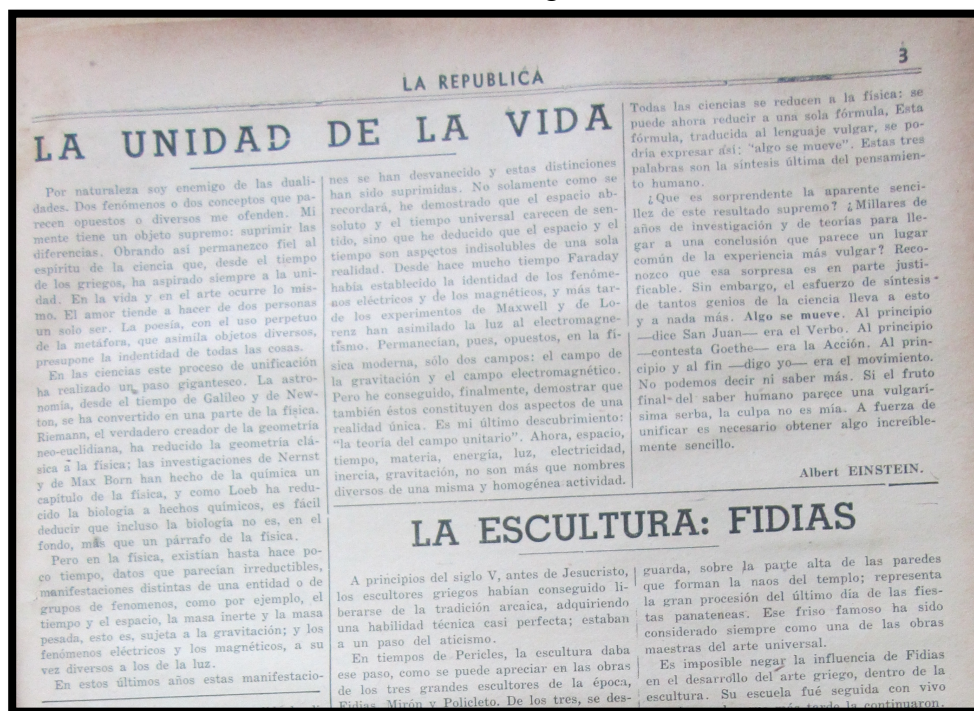 3
LA REPUBLICA
LA UNIDAD DE LA VIDA
Por naturaleza soy enemigo de las duali-
dades. Dos fenómenos o dos conceptos que pa-
recen opuestos o diversos me ofenden. Mi
mente tiene un objeto supremo: suprimir las
diferencias. Obrando así permanezco fiel al
espíritu de la ciencia que, desde el tiempo
de los griegos, ha aspirado siempre a la uni-
dad. En la vida y en el arte ocurre lo mis-
mo. El amor tiende a hacer de dos personas
un solo ser. La poesía, con el uso perpetuo
de la metáfora, que asimila objetos diversos,
presupone la indentidad de todas las cosas.
En las ciencias este proceso de unificación
ha realizado un paso gigantesco. La astro-
nomía, desde el tiempo de Galileo y de New-
ton, se ha convertido en una parte de la física.
Riemann, el verdadero creador de la geometría
neo-euclidiana, ha reducido la geometría clá-
sica a la física; las investigaciones de Nernst
y de Max Born han hecho de la química un
capítulo de la física, y como Loeb ha redu-
cido la biología a hechos químicos, es fácil
deducir que incluso la biología no es, en el
fondo, más que un párrafo de la física.
Pero en la física, existían hasta hace po-
co tiempo, datos que parecían irreductibles,
manifestaciones distintas de una entidad o de
grupos de fenomenos, como por ejemplo, el
tiempo y el espacio, la masa inerte y la masa
pesada, esto es, sujeta a la gravitación; y los
fenómenos eléctricos y los magnéticos, a su
vez diversos a los de la luz.
En estos últimos años estas manifestacio-
nes se han desvanecido y estas distinciones
han sido suprimidas. No solamente como se
recordará, he demostrado que el espacio ab-
soluto y el tiempo universal carecen de sen-
tido, sino que he deducido que el espacio y el
tiempo son aspectos indisolubles de una sola
realidad. Desde hace mucho tiempo Faraday
había establecido la identidad de los fenóme-
nos eléctricos y de los magnéticos, y más tar-
de los experimentos de Maxwell y de Lo-
renz han asimilado la luz al electromagne-
tismo. Permanecían, pues, opuestos, en la fí-
sica moderna, sólo dos campos: el campo de
la gravitación y el campo electromagnético.
Pero he conseguido, finalmente, demostrar que
también éstos constituyen dos aspectos de una
realidad única. Es mi último descubrimiento:
"la teoría del campo unitario". Ahora, espacio,
tiempo, materia, energía, luz, electricidad,
inercia, gravitación, no son más que nombres
diversos de una misma y homogénea actividad.
Todas las ciencias se reducen a la física: se
puede ahora reducir a una sola fórmula, Esta
fórmula, traducida al lenguaje vulgar, se po-
dría expresar así: "algo se mueve". Estas tres
palabras son la síntesis última del pensamien-
to humano.
¿Que es sorprendente la aparente senci-
llez de este resultado supremo? ¿Millares de
años de investigación y de teorías para lle-
gar a una conclusión que parece un lugar
común de la experiencia más vulgar? Reco-
nozco que esa sorpresa es en parte justi-
ficable. Sin embargo, el esfuerzo de síntesis
de tantos genios de la ciencia lleva a esto
y a nada más. Algo se mueve. Al principio
—dice San Juan— era el Verbo. Al principio
—contesta Goethe— era la Acción. Al prin-
cipio y al fin —digo yo— era el movimiento.
No podemos decir ni saber más. Si el fruto
final del saber humano parece una vulgarí-
sima serba, la culpa no es mía. A fuerza de
unificar es necesario obtener algo increíble-
mente sencillo.
Albert EINSTEIN.
LA ESCULTURA: FIDIAS
A principios del siglo V, antes de Jesucristo,
los escultores griegos habían conseguido li-
berarse de la tradición arcaica, adquiriendo
una habilidad técnica casi perfecta; estaban
a un paso del aticismo.
En tiempos de Pericles, la escultura daba
ese paso, como se puede apreciar en las obras
de los tres grandes escultores de la época,
Fidias, Mirón y Policleto. De los tres, se des-
guarda, sobre la parte alta de las paredes
que forman la naos del templo; representa
la gran procesión del último día de las fies-
tas panateneas. Ese friso famoso ha sido
considerado siempre como una de las obras
maestras del arte universal.
Es imposible negar la influencia de Fidias
en el desarrollo del arte griego, dentro de la
escultura. Su escuela fué seguida con vivo
más tarde la continuaron.